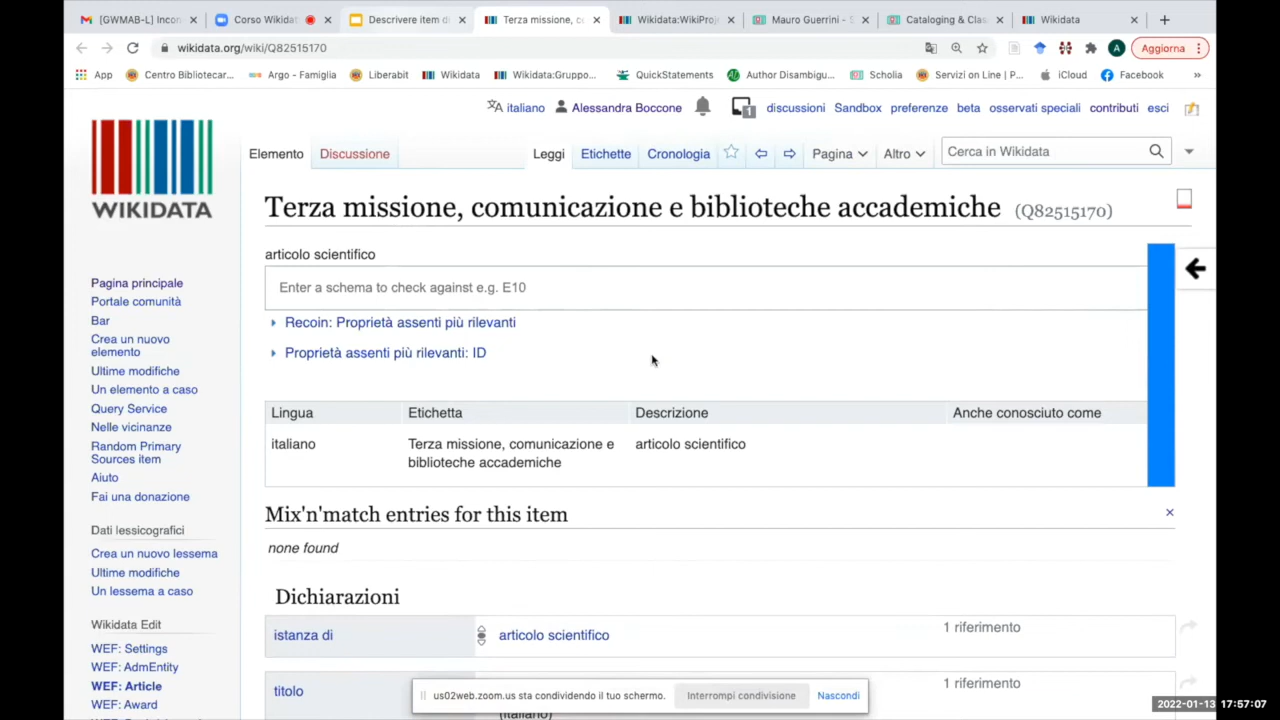 [GWMAB-L] Incon
Corso Wikidat
Descrivere item d
Terza missione, c
Wikidata:WikiProj
Mauro Guerrini - S
Cataloging & Clas
Wikidata
wikidata.org/wiki/Q82515170
Aggiorna
App
Centro Bibliotecar...
Argo - Famiglia
Liberabit
Wikidata
Wikidata:Gruppo...
QuickStatements
Author Disambigu...
Scholia
Servizi on Line | P...
iCloud
Facebook
»
italiano
Alessandra Boccone
1
discussioni
Sandbox
preferenze
beta
osservati speciali
contributi
esci
Elemento
Discussione
Leggi
Etichette
Cronologia
Pagina
Altro
Cerca in Wikidata
WIKIDATA
Terza missione, comunicazione e biblioteche accademiche (Q82515170)
articolo scientifico
Enter a schema to check against e.g. E10
Recoin: Proprietà assenti più rilevanti
Proprietà assenti più rilevanti: ID
Lingua Etichetta Descrizione Anche conosciuto come
italiano Terza missione, comunicazione e articolo scientifico
biblioteche accademiche
Mix'n'match entries for this item
none found
Dichiarazioni
istanza di articolo scientifico 1 riferimento
titolo 1 riferimento
(italiano)
Pagina principale
Portale comunità
Bar
Crea un nuovo
elemento
Ultime modifiche
Un elemento a caso
Query Service
Nelle vicinanze
Random Primary
Sources item
Aiuto
Fai una donazione
Dati lessicografici
Crea un nuovo lessema
Ultime modifiche
Un lessema a caso
Wikidata Edit
WEF: Settings
WEF: AdmEntity
WEF: Article
WEF: Award
us02web.zoom.us sta condividendo il tuo schermo.
Interrompi condivisione
Nascondi
2022-01-13 17:57:07